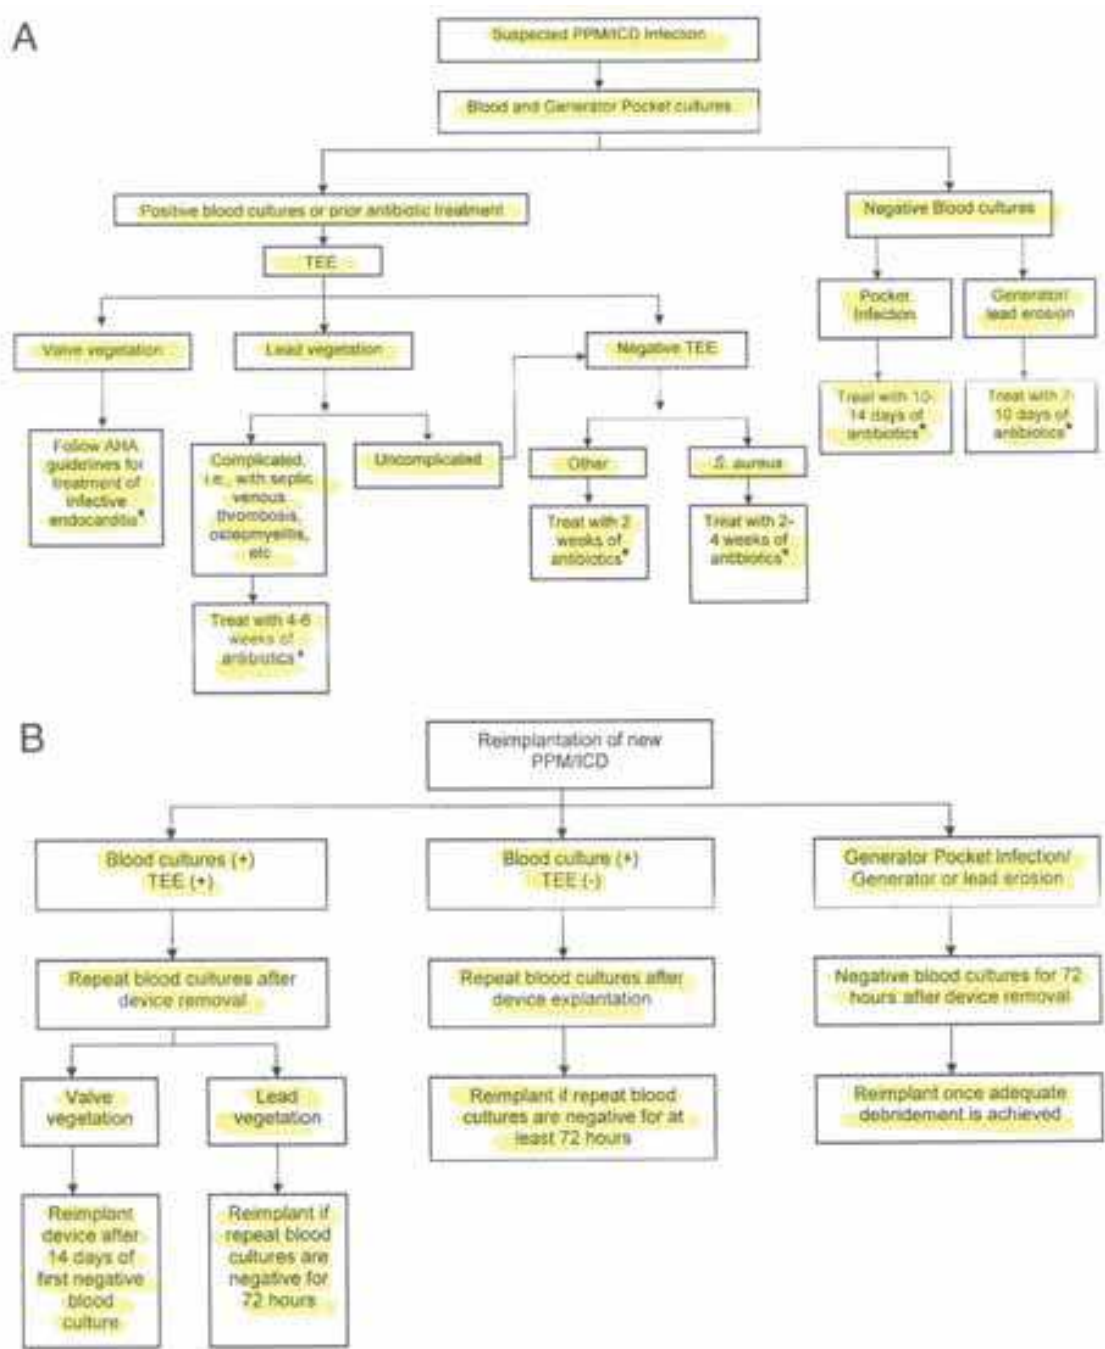 A
Suspected PPM/ICD Infection
Blood and Generator Pocket cultures
Positive blood cultures or prior antibiotic treatment
Negative Blood cultures
TEE
Pocket
Infection
Generator/
lead erosion
Valve vegetation
Lead vegetation
Negative TEE
Treat with 10-
14 days of
antibiotics*
Treat with 7-
10 days of
antibiotics*
Follow AHA
guidelines for
treatment of
infective
endocarditis*
Complicated,
i.e., with septic
venous
thrombosis,
osteomyelitis,
etc
Uncomplicated
Other
S. aureus
Treat with 2
weeks of
antibiotics*
Treat with 2-
4 weeks of
antibiotics*
Treat with 4-6
weeks of
antibiotics*
B
Reimplantation of new
PPM/ICD
Blood cultures (+)
TEE (+)
Blood culture (+)
TEE (-)
Generator Pocket Infection/
Generator or lead erosion
Repeat blood cultures after
device removal
Repeat blood cultures after
device explantation
Negative blood cultures for 72
hours after device removal
Valve
vegetation
Lead
vegetation
Reimplant if repeat blood
cultures are negative for at
least 72 hours
Reimplant once adequate
debridement is achieved
Reimplant
device after
14 days of
first negative
blood
culture
Reimplant if
repeat blood
cultures are
negative for
72 hours